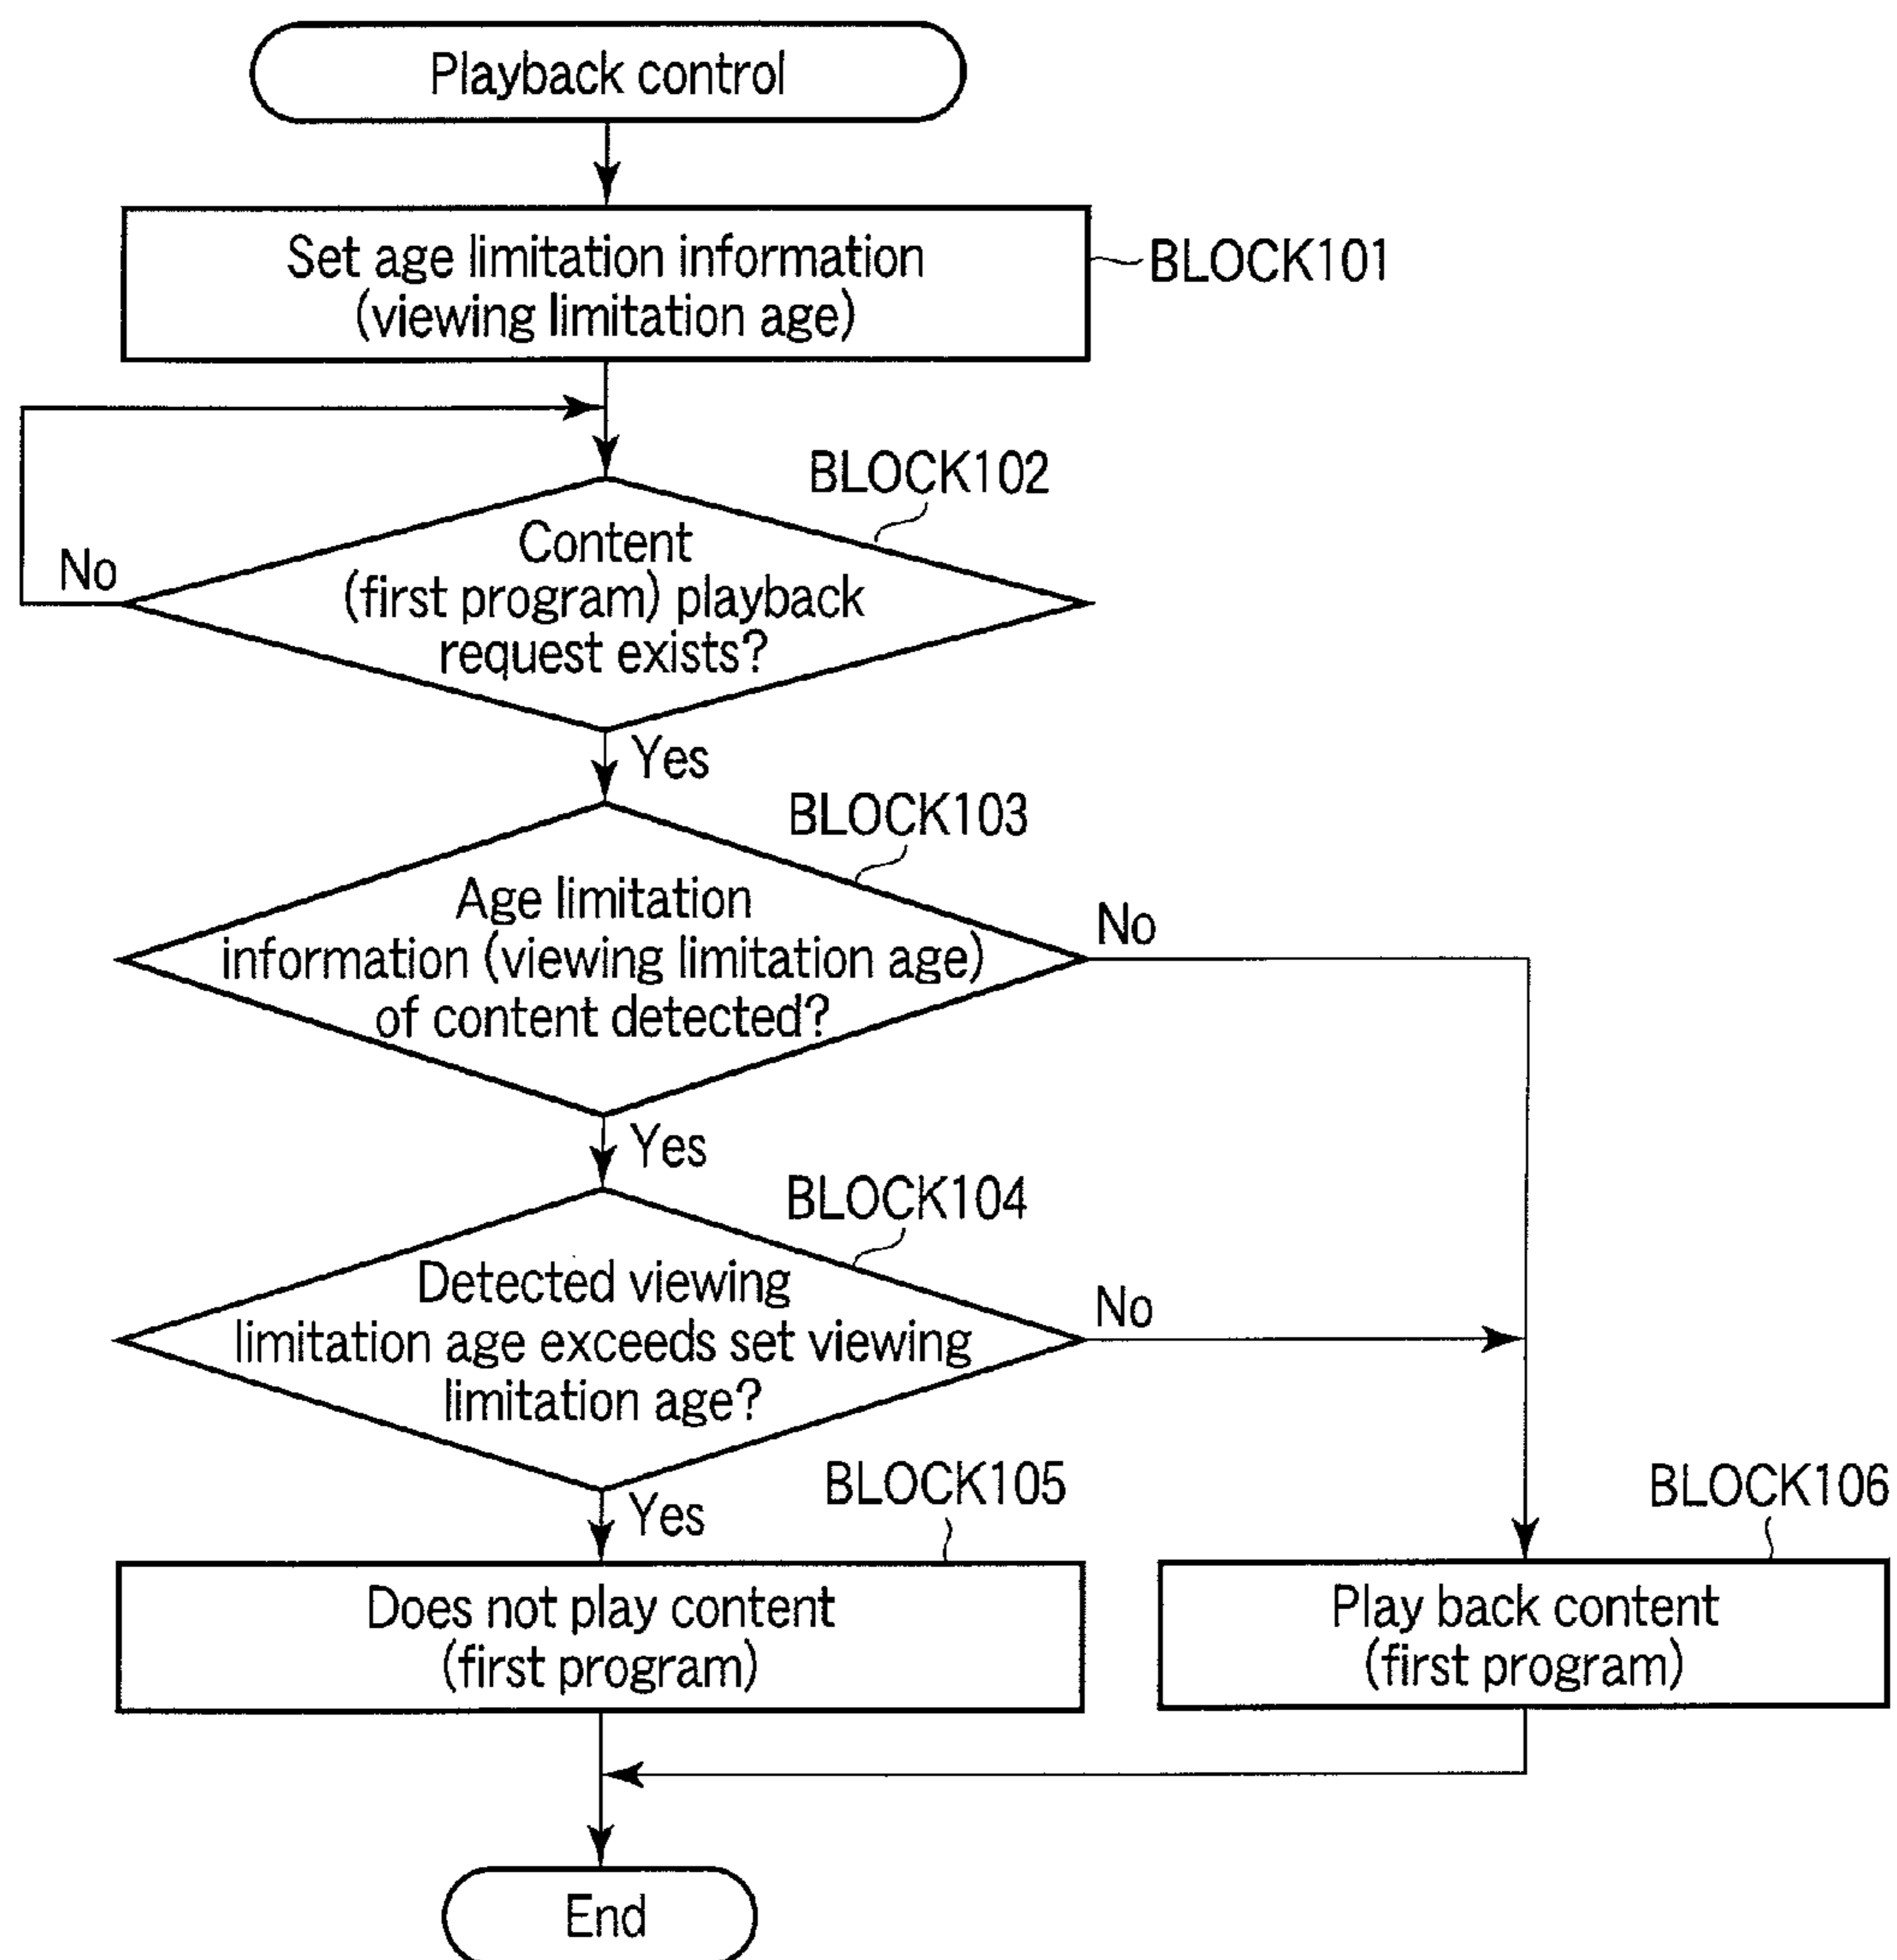 Playback control
Set age limitation information
(viewing limitation age)
BLOCK101
BLOCK102
Content
(first program) playback
request exists?
No
Yes
BLOCK103
Age limitation
information (viewing limitation age)
of content detected?
No
Yes
BLOCK104
Detected viewing
limitation age exceeds set viewing
limitation age?
No
Yes
BLOCK105
Does not play content
(first program)
BLOCK106
Play back content
(first program)
End